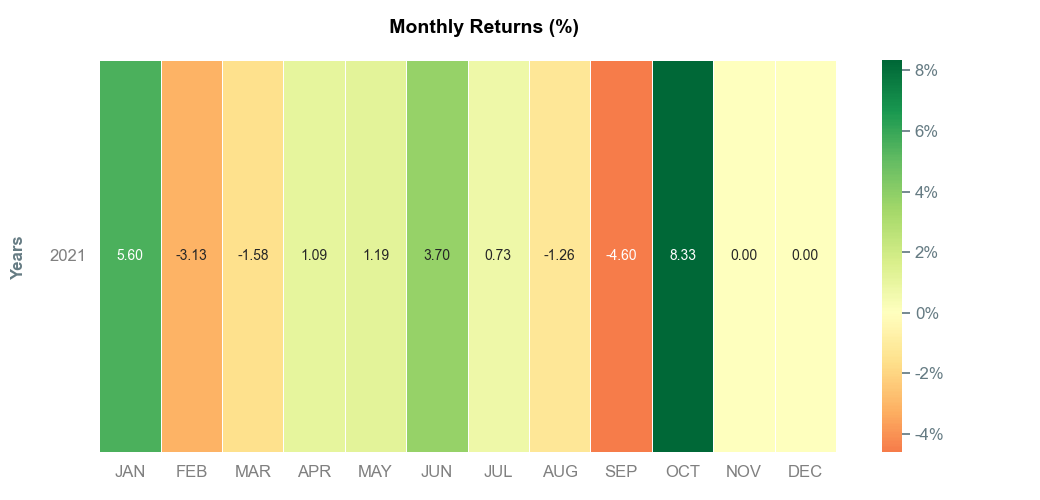 Monthly Returns (%)
Years
2021
5.60 -3.13 -1.58 1.09 1.19 3.70 0.73 -1.26 -4.60 8.33 0.00 0.00
JAN FEB MAR APR MAY JUN JUL AUG SEP OCT NOV DEC
8%
6%
4%
2%
0%
-2%
-4%